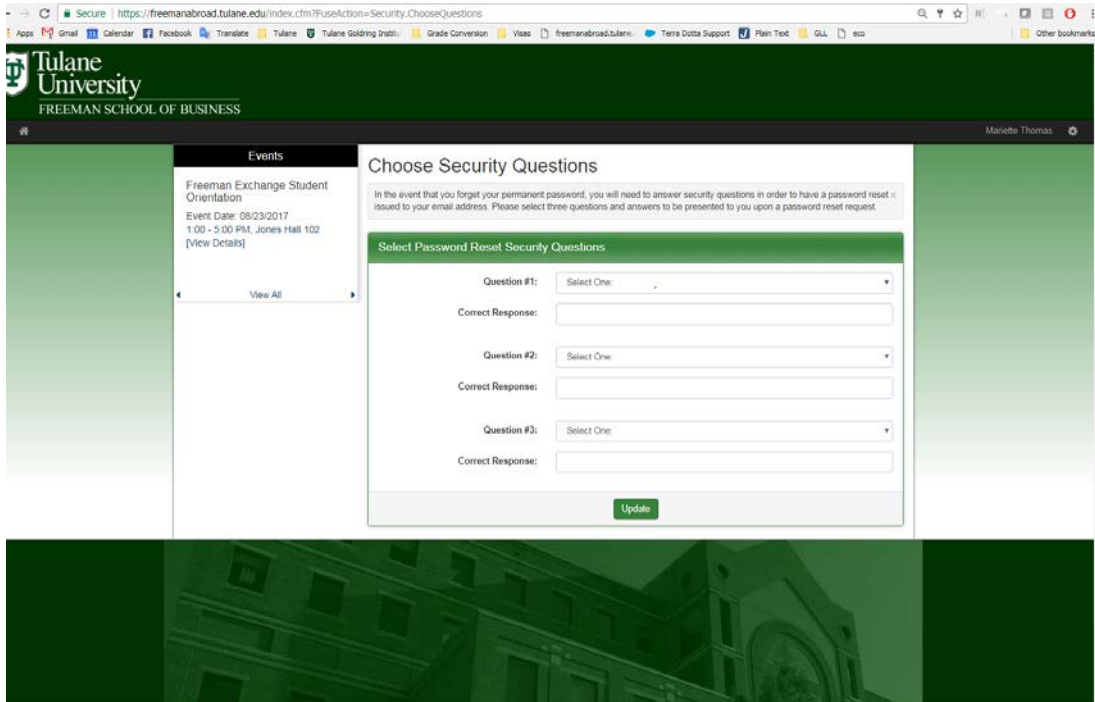 Secure | https://freemanabroad.tulane.edu/index.cfm?FuseAction=Security.ChooseQuestions
Apps Gmail Calendar Facebook Translate Tulane Tulane Goldring Instit Grade Conversion Visas freemanabroad.tulane. Terra Dotta Support Plain Text GLL eco Other bookmarks
Tulane
University
FREEMAN SCHOOL OF BUSINESS
Mariette Thomas
Events
Freeman Exchange Student
Orientation
Event Date: 08/23/2017
1:00 - 5:00 PM, Jones Hall 102
[View Details]
View All
Choose Security Questions
In the event that you forget your permanent password, you will need to answer security questions in order to have a password reset ×
issued to your email address. Please select three questions and answers to be presented to you upon a password reset request.
Select Password Reset Security Questions
Question #1: Select One:
Correct Response:
Question #2: Select One:
Correct Response:
Question #3: Select One:
Correct Response:
Update